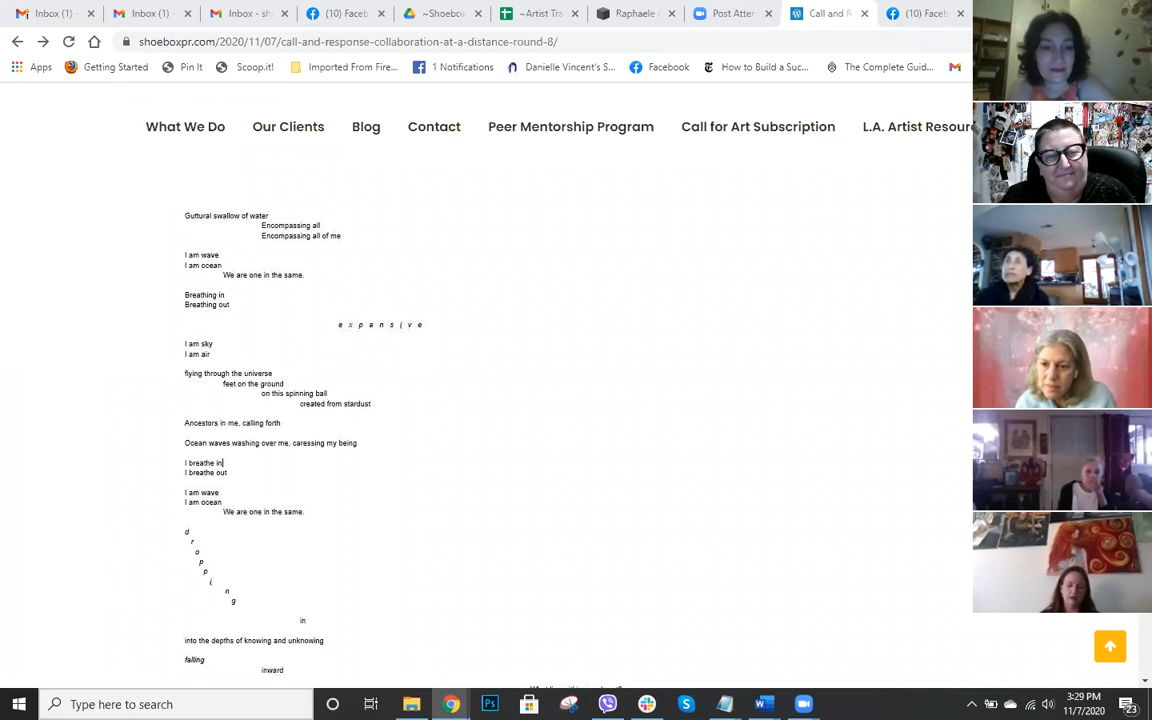 Inbox (1) -
Inbox (1) -
Inbox - sh
(10) Faceb
~Shoebox
~Artist Tra
Raphaele
Post Atter
Call and R
(10) Faceb
shoeboxpr.com/2020/11/07/call-and-response-collaboration-at-a-distance-round-8/
Apps
Getting Started
Pin It
Scoop.it!
Imported From Fire...
1 Notifications
Danielle Vincent's S...
Facebook
How to Build a Suc...
The Complete Guid...
What We Do
Our Clients
Blog
Contact
Peer Mentorship Program
Call for Art Subscription
L.A. Artist Resour
Guttural swallow of water
Encompassing all
Encompassing all of me
I am wave
I am ocean
We are one in the same.
Breathing in
Breathing out
e x p a n s i v e
I am sky
I am air
flying through the universe
feet on the ground
on this spinning ball
created from stardust
Ancestors in me, calling forth
Ocean waves washing over me, caressing my being
I breathe in
I breathe out
I am wave
I am ocean
We are one in the same.
d
r
o
p
p
i
n
g
in
into the depths of knowing and unknowing
falling
inward
Type here to search
3:29 PM
11/7/2020
23